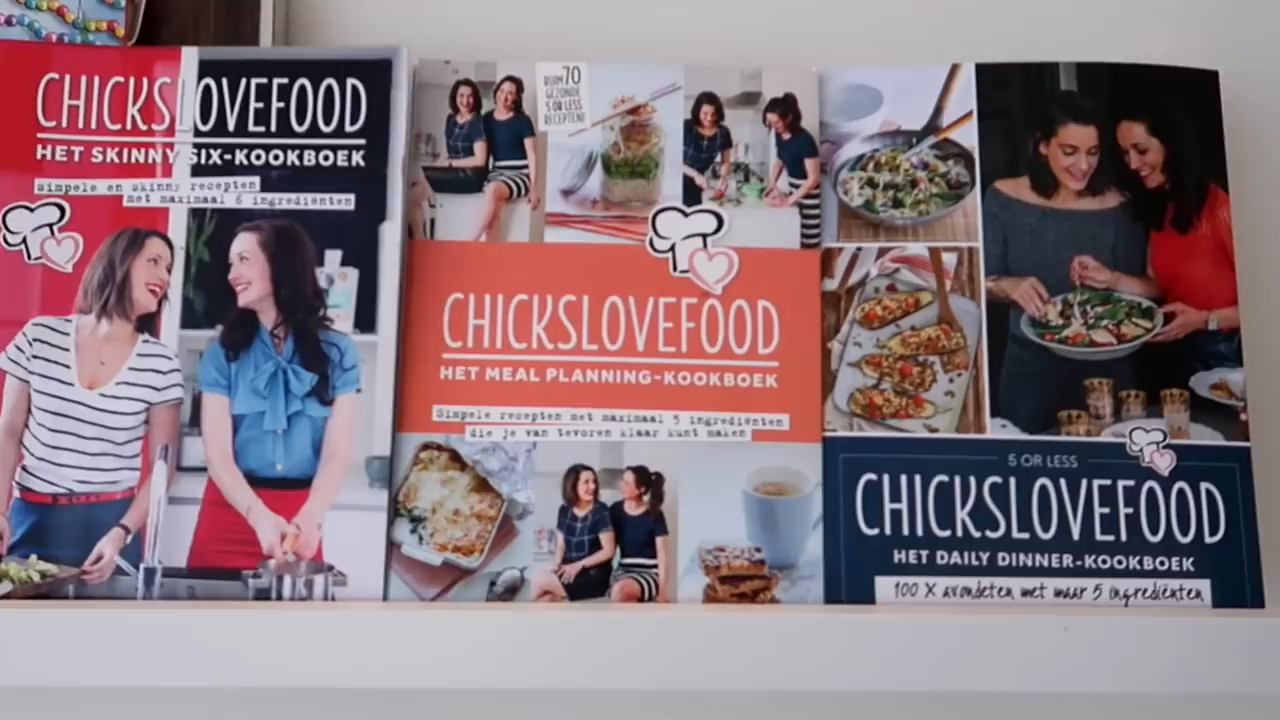 CHICKSLOVEFOOD
HET SKINNY SIX-KOOKBOEK
simpele en skinny recepten
met maximaal 6 ingrediënten
RUIM 70
GEZONDE
5 OR LESS
RECEPTEN!
CHICKSLOVEFOOD
HET MEAL PLANNING-KOOKBOEK
Simpele recepten met maximaal 5 ingrediënten
die je van tevoren klaar kunt maken
5 OR LESS
CHICKSLOVEFOOD
HET DAILY DINNER-KOOKBOEK
100 X avondeten met maar 5 ingrediënten